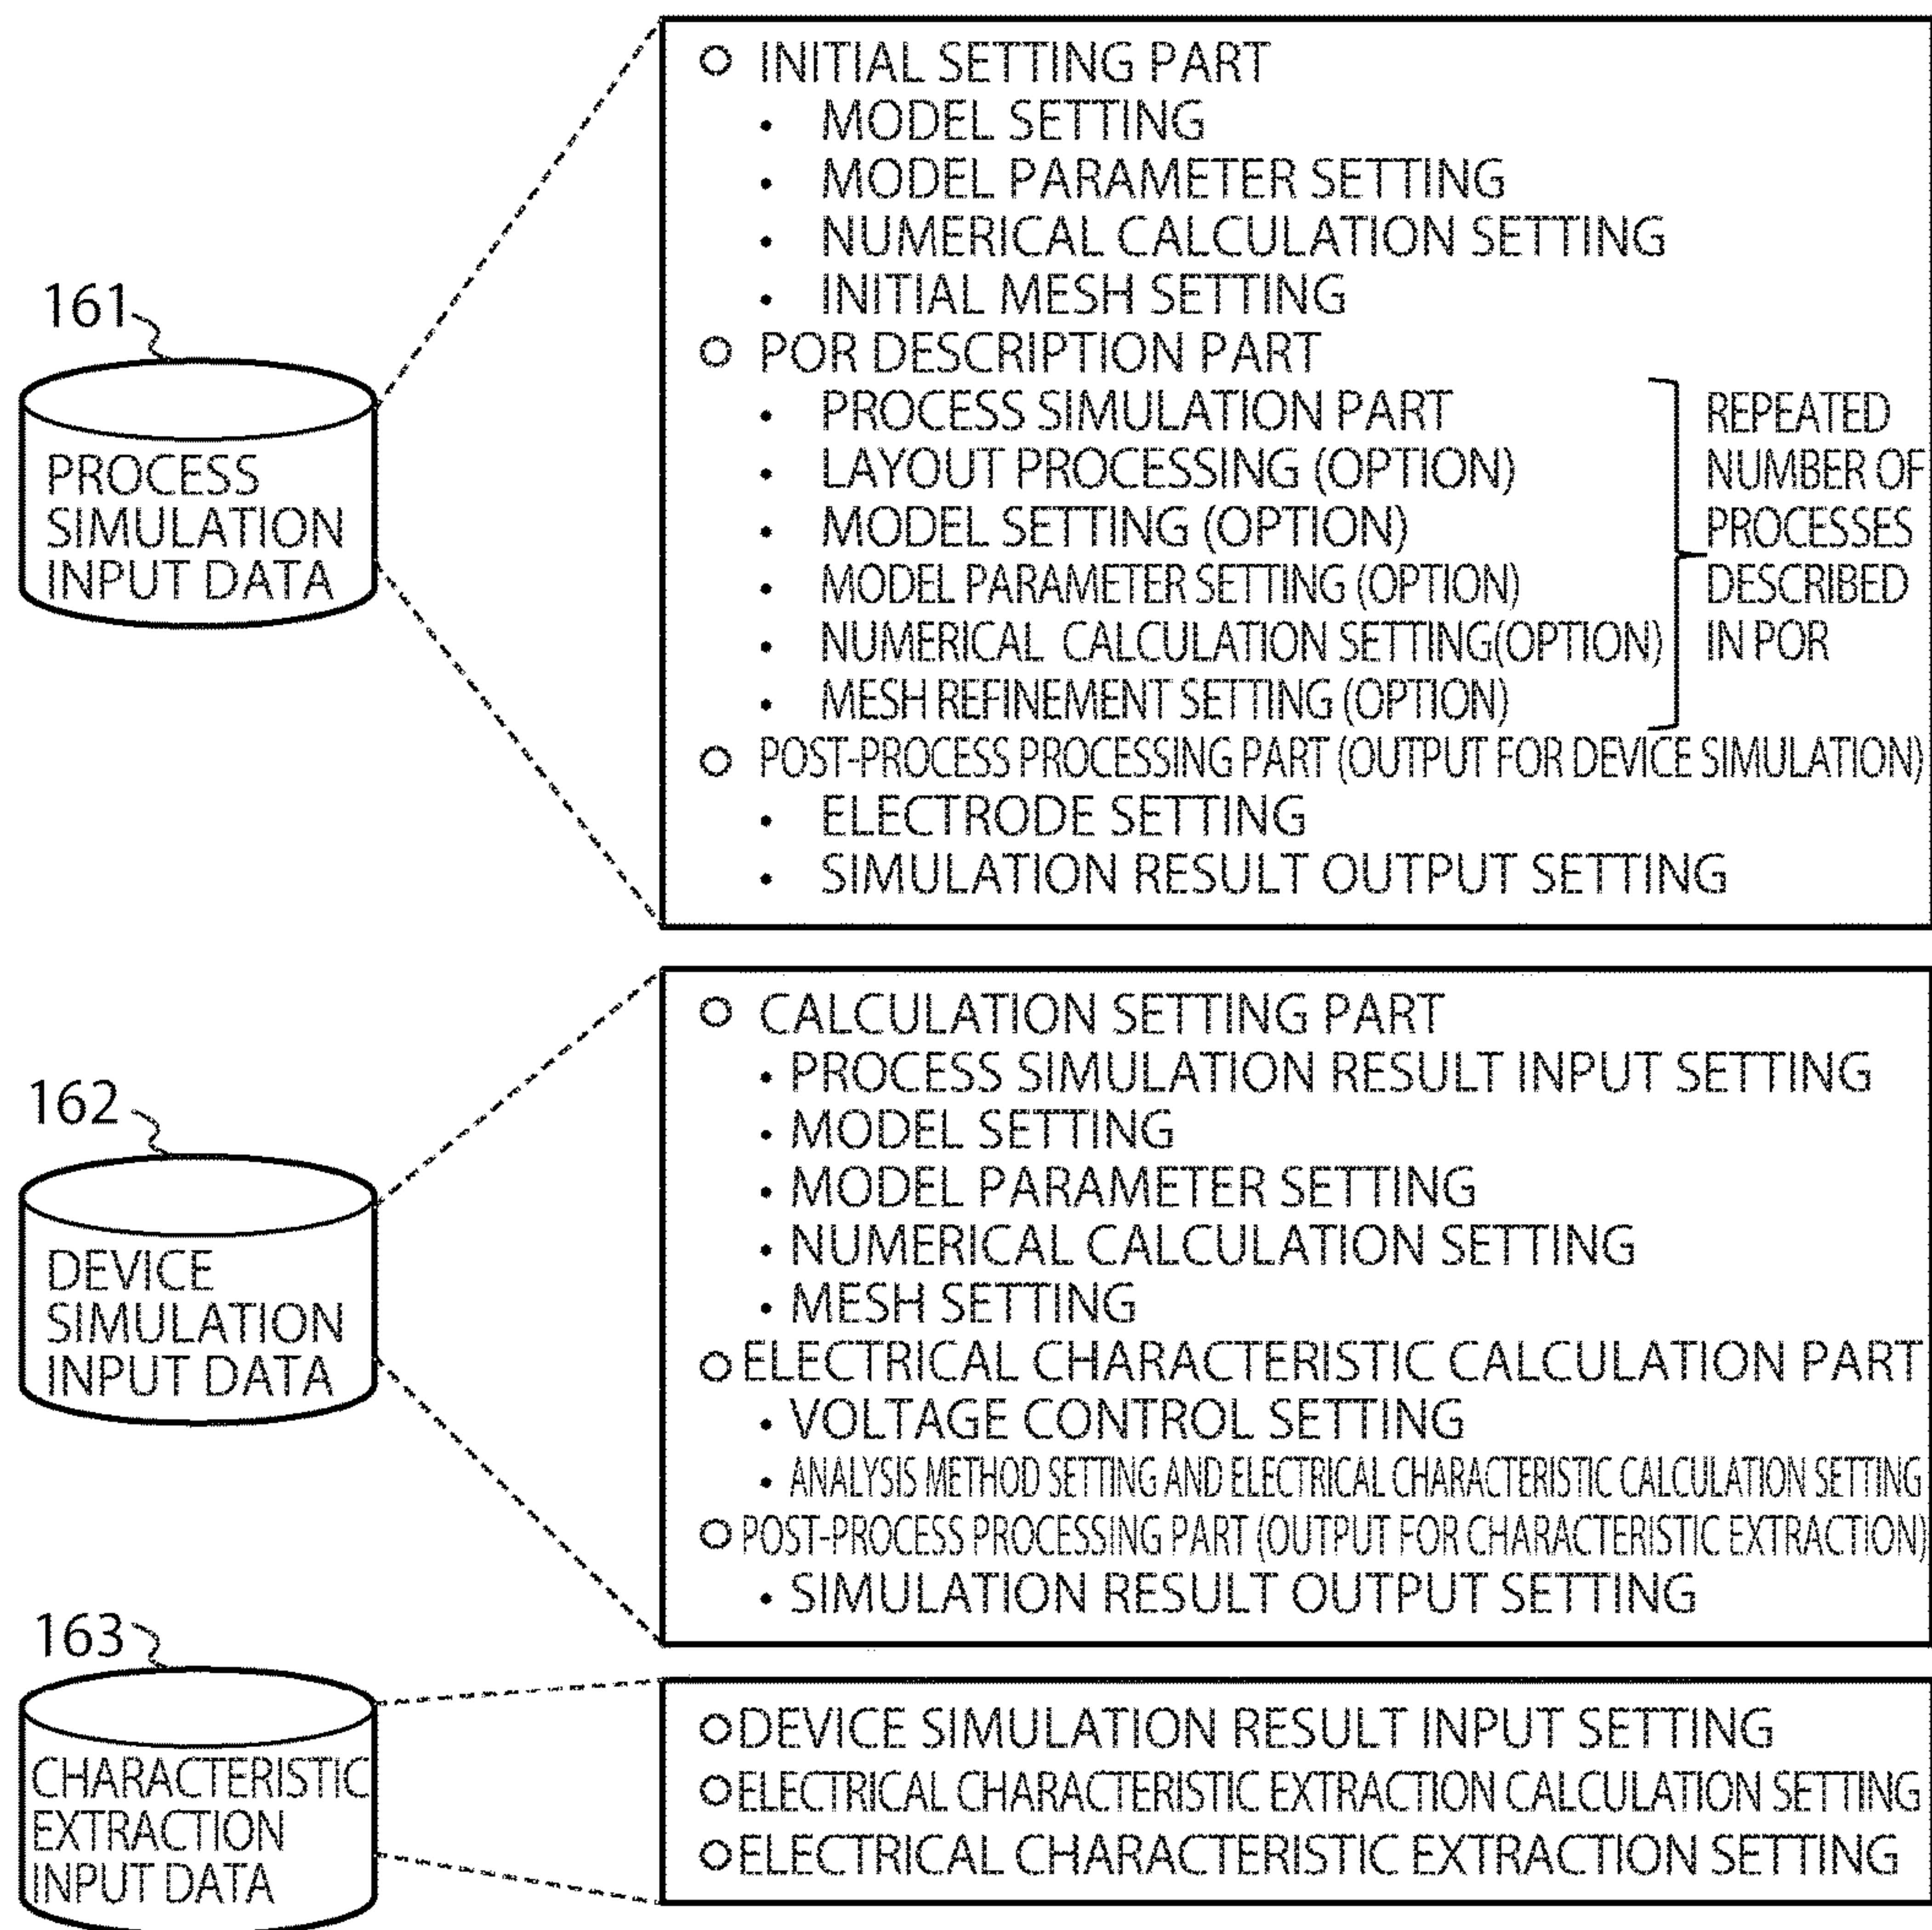 161
PROCESS
SIMULATION
INPUT DATA
○ INITIAL SETTING PART
• MODEL SETTING
• MODEL PARAMETER SETTING
• NUMERICAL CALCULATION SETTING
• INITIAL MESH SETTING
○ POR DESCRIPTION PART
• PROCESS SIMULATION PART
• LAYOUT PROCESSING (OPTION)
• MODEL SETTING (OPTION)
• MODEL PARAMETER SETTING (OPTION)
• NUMERICAL CALCULATION SETTING(OPTION)
• MESH REFINEMENT SETTING (OPTION)
REPEATED
NUMBER OF
PROCESSES
DESCRIBED
IN POR
○ POST-PROCESS PROCESSING PART (OUTPUT FOR DEVICE SIMULATION)
• ELECTRODE SETTING
• SIMULATION RESULT OUTPUT SETTING
162
DEVICE
SIMULATION
INPUT DATA
○ CALCULATION SETTING PART
• PROCESS SIMULATION RESULT INPUT SETTING
• MODEL SETTING
• MODEL PARAMETER SETTING
• NUMERICAL CALCULATION SETTING
• MESH SETTING
○ ELECTRICAL CHARACTERISTIC CALCULATION PART
• VOLTAGE CONTROL SETTING
• ANALYSIS METHOD SETTING AND ELECTRICAL CHARACTERISTIC CALCULATION SETTING
○ POST-PROCESS PROCESSING PART (OUTPUT FOR CHARACTERISTIC EXTRACTION)
• SIMULATION RESULT OUTPUT SETTING
163
CHARACTERISTIC
EXTRACTION
INPUT DATA
○ DEVICE SIMULATION RESULT INPUT SETTING
○ ELECTRICAL CHARACTERISTIC EXTRACTION CALCULATION SETTING
○ ELECTRICAL CHARACTERISTIC EXTRACTION SETTING